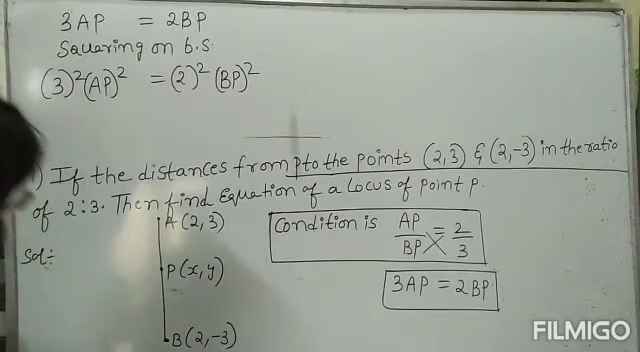 3AP = 2BP
Squaring on b.s.
(3)²(AP)² = (2)²(BP)²
) If the distances from p to the points (2,3) & (2,-3) in the ratio
of 2:3. Then find Equation of a Locus of point P.
Sol:-
A(2,3)
P(x,y)
B(2,-3)
Condition is AP/BP = 2/3
3AP = 2BP
FILMIGO